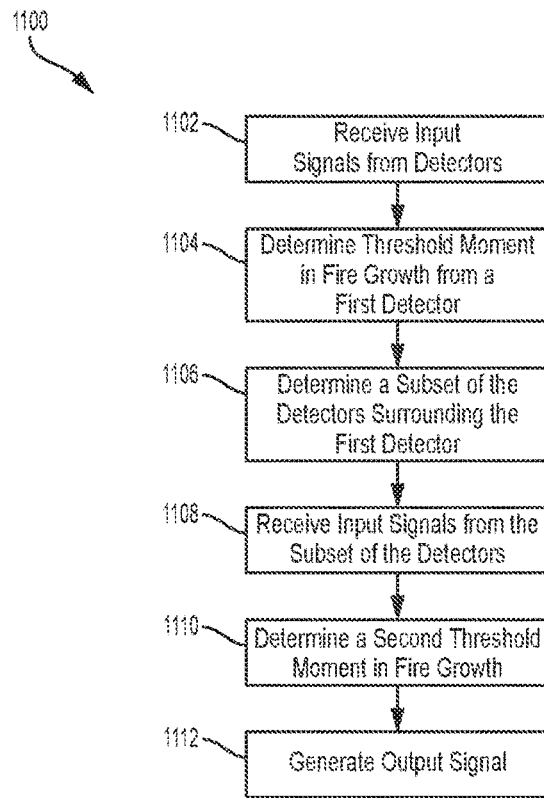 1100
1102
Receive Input
Signals from Detectors
1104
Determine Threshold Moment
in Fire Growth from a
First Detector
1106
Determine a Subset of the
Detectors Surrounding the
First Detector
1108
Receive Input Signals from the
Subset of the Detectors
1110
Determine a Second Threshold
Moment in Fire Growth
1112
Generate Output Signal